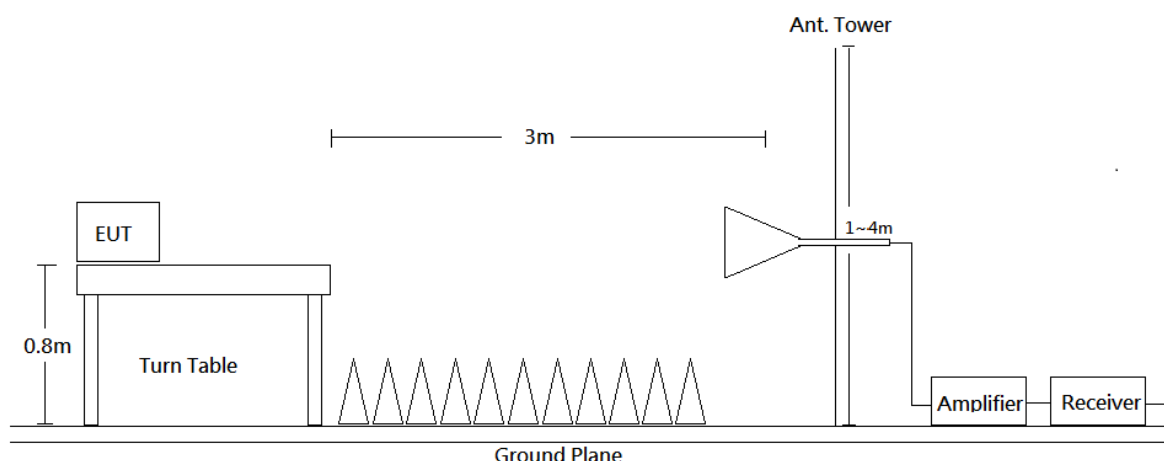 Ant. Tower
3m
EUT
1~4m
0.8m
Turn Table
Amplifier
Receiver
Ground Plane